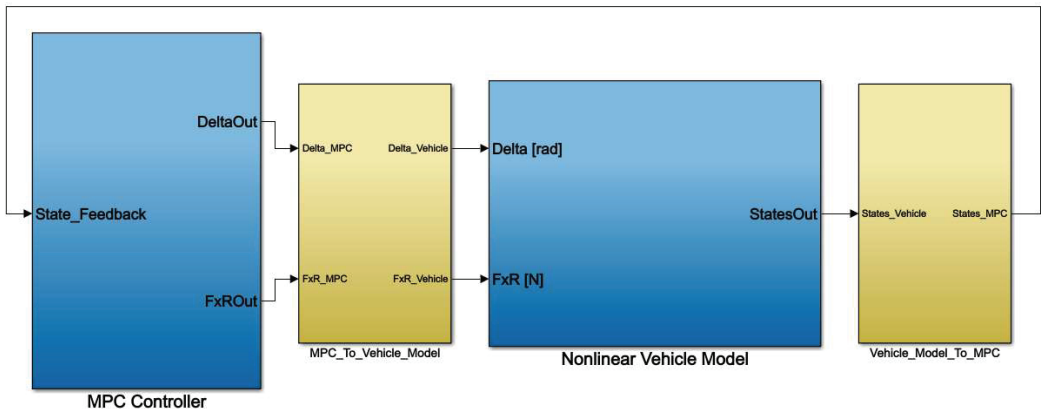 DeltaOut
State_Feedback
FxROut
MPC Controller
Delta_MPC
Delta_Vehicle
FxR_MPC
FxR_Vehicle
MPC_To_Vehicle_Model
Delta [rad]
StatesOut
FxR [N]
Nonlinear Vehicle Model
States_Vehicle
States_MPC
Vehicle_Model_To_MPC